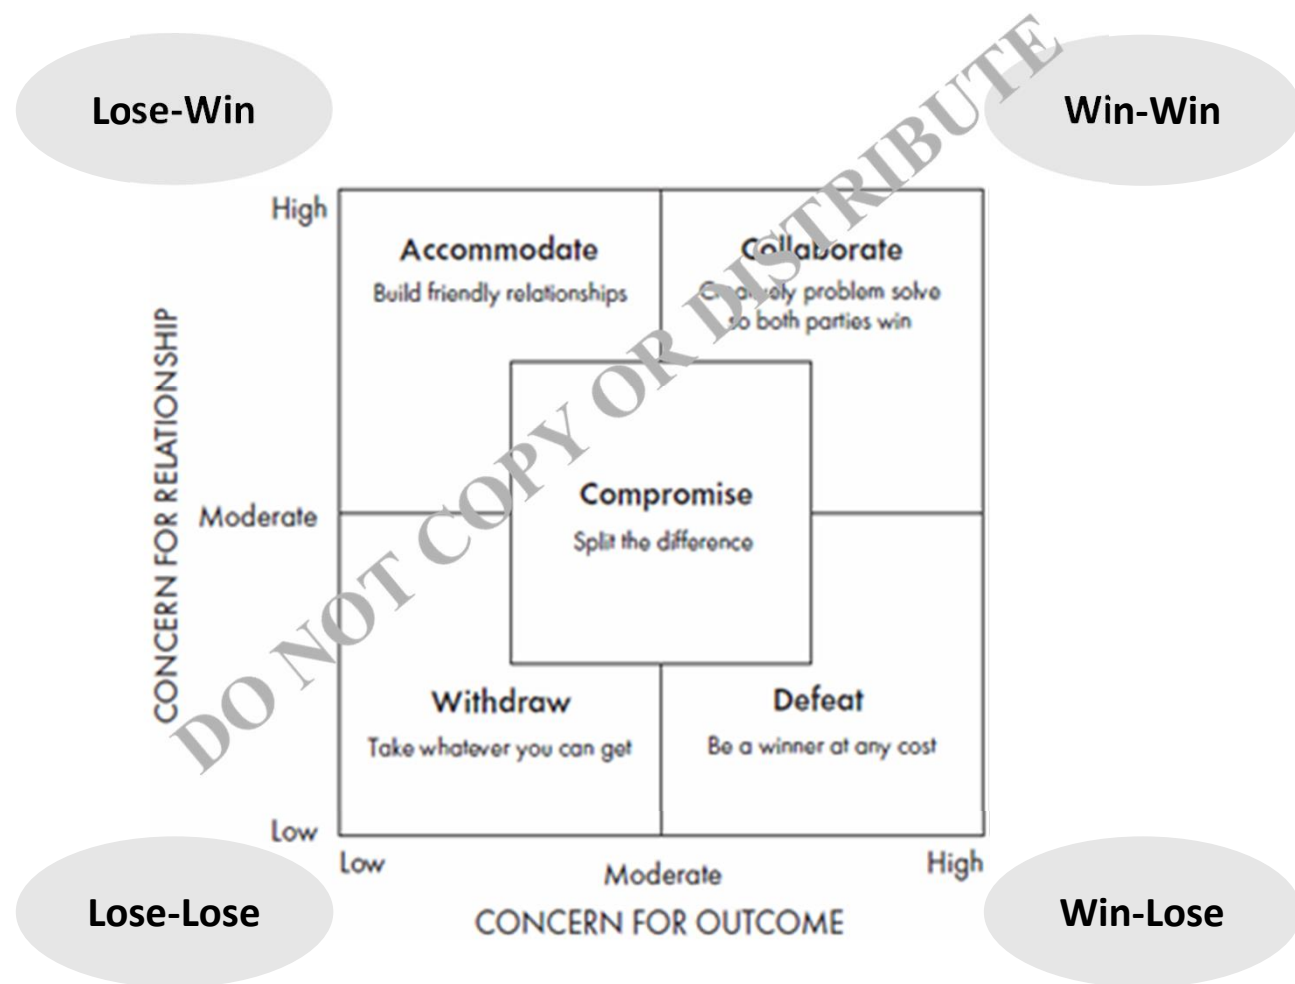 Lose-Win
Win-Win
DO NOT COPY OR DISTRIBUTE
High
Accommodate
Build friendly relationships
Collaborate
Creatively problem solve
so both parties win
CONCERN FOR RELATIONSHIP
Moderate
Compromise
Split the difference
Withdraw
Take whatever you can get
Defeat
Be a winner at any cost
Low
Low
Moderate
High
CONCERN FOR OUTCOME
Lose-Lose
Win-Lose